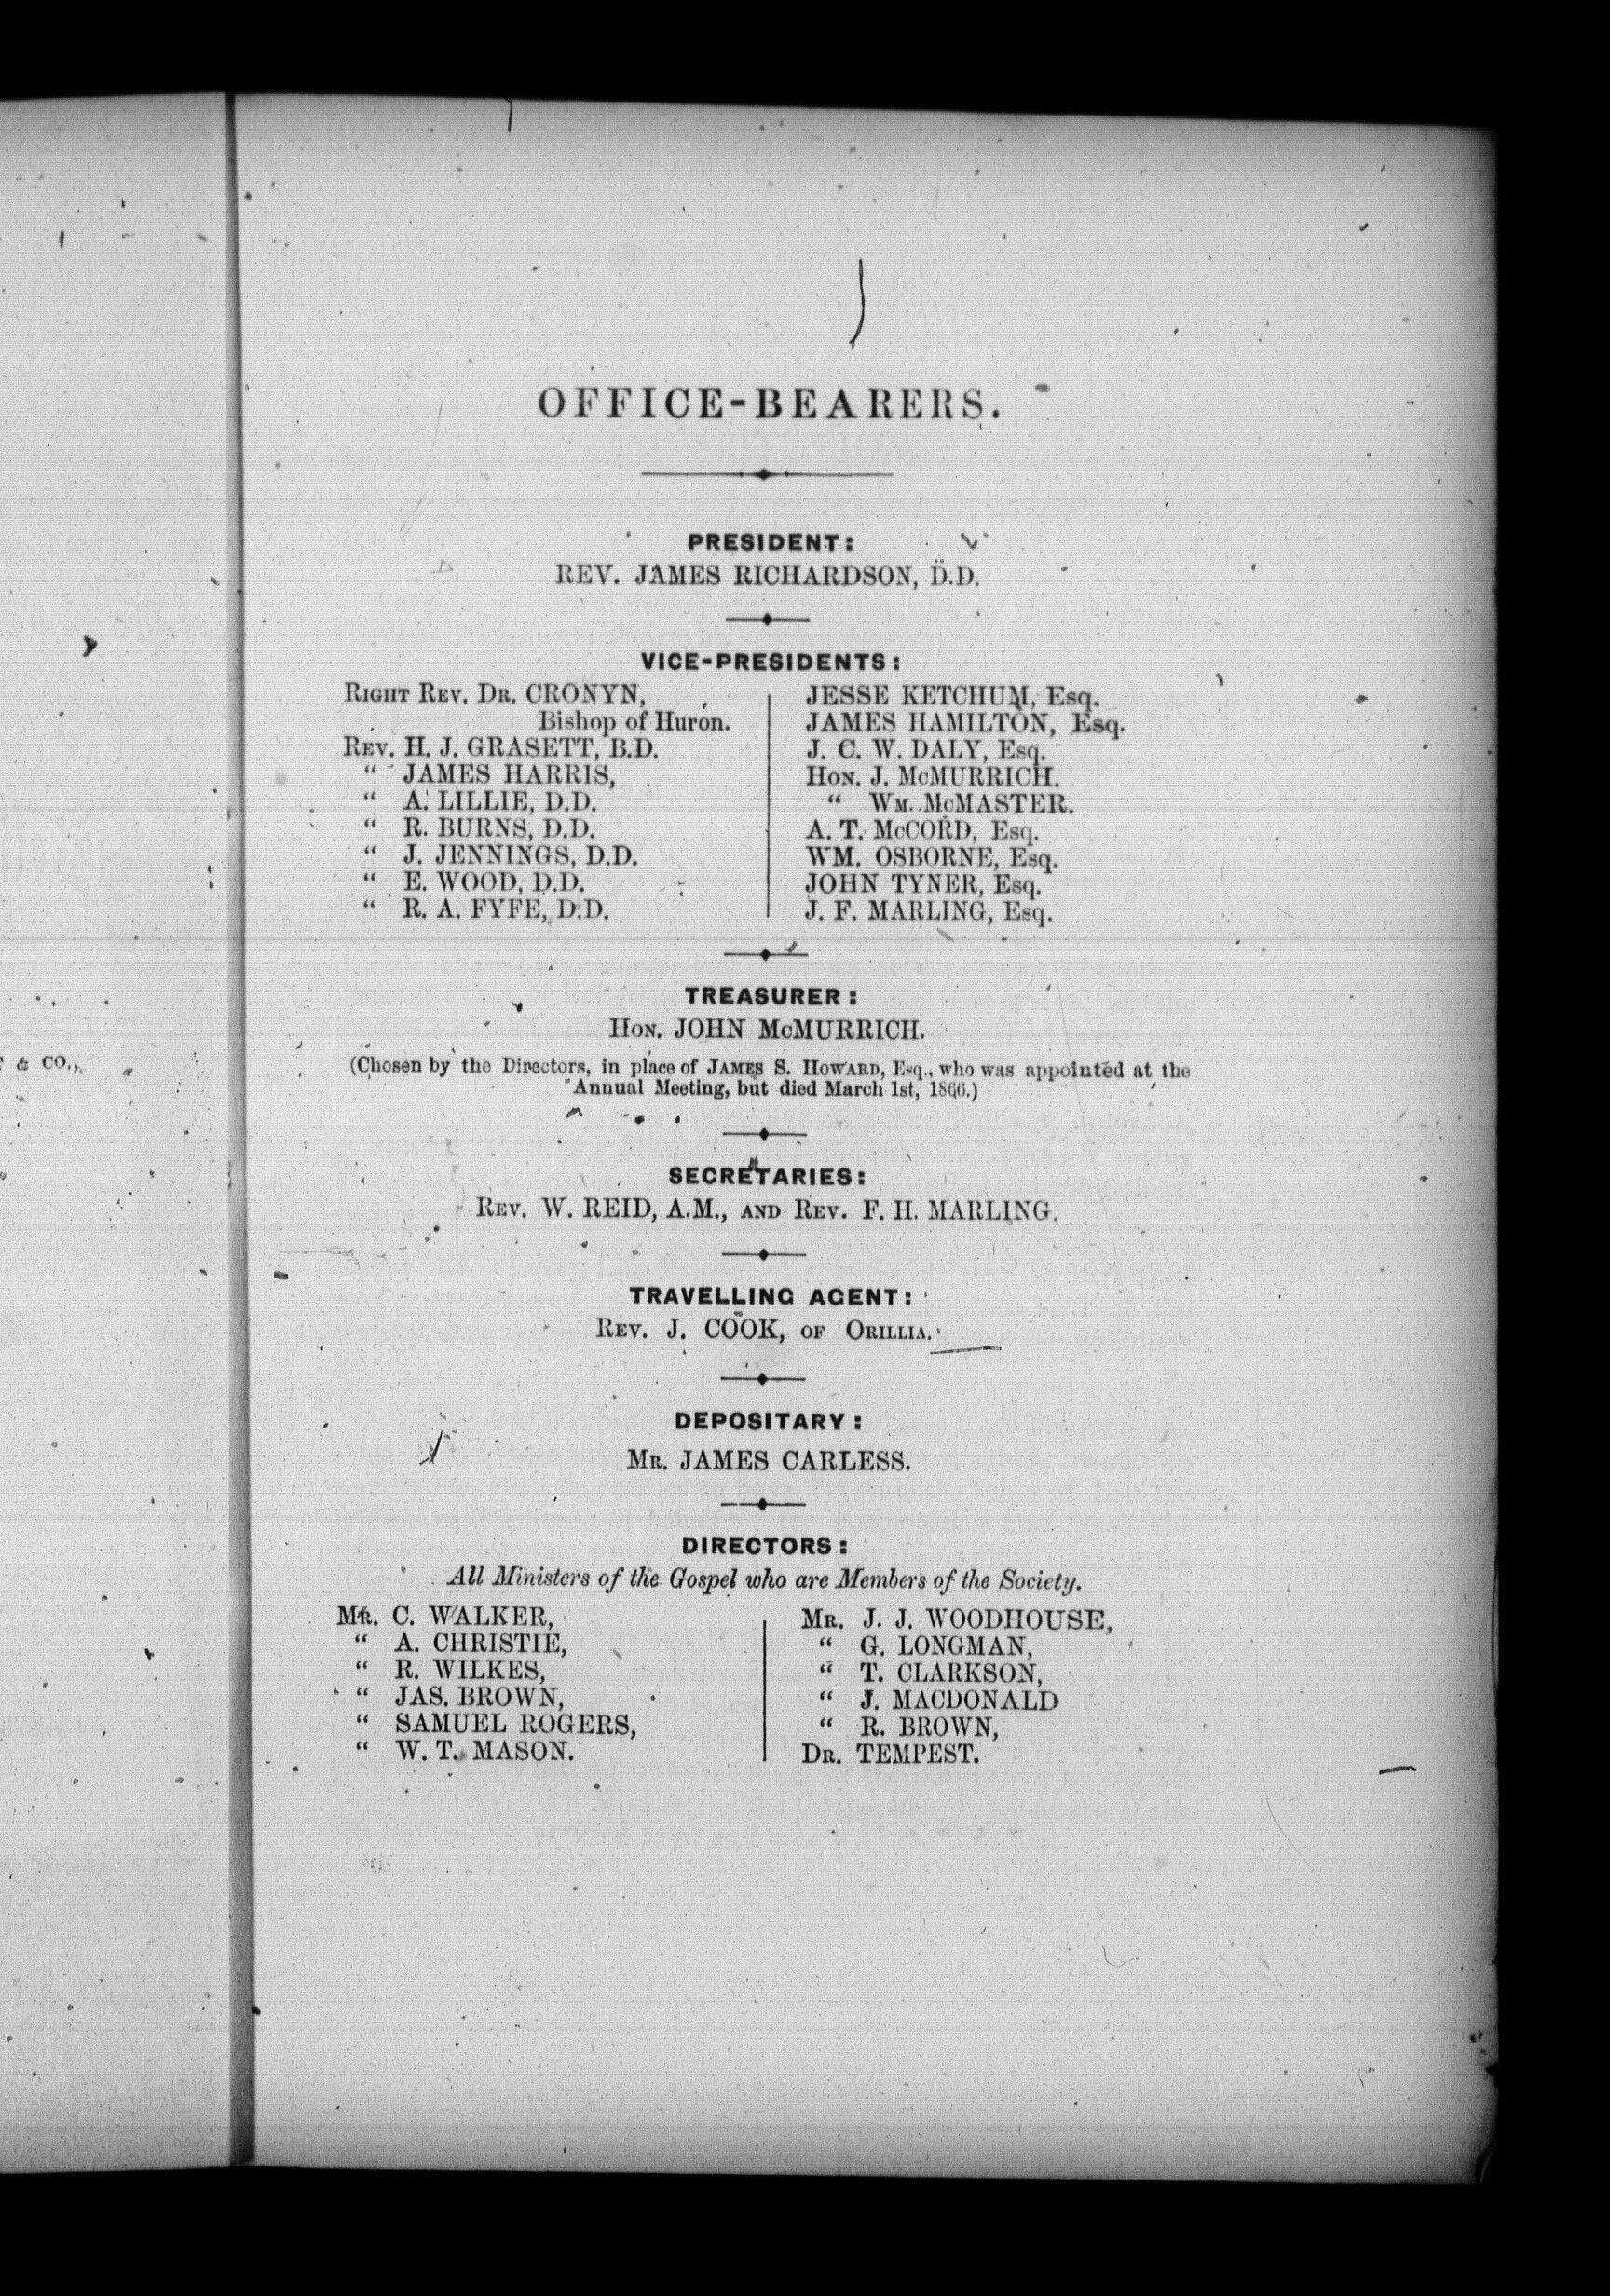 & CO.,
OFFICE-BEARERS.
PRESIDENT:
REV. JAMES RICHARDSON, D.D.
VICE-PRESIDENTS:
RIGHT REV. DR. CRONYN,
Bishop of Huron.
REV. H. J. GRASETT, B.D.
“ JAMES HARRIS,
“ A. LILLIE, D.D.
“ R. BURNS, D.D.
“ J. JENNINGS, D.D.
“ E. WOOD, D.D.
“ R. A. FYFE, D.D.
JESSE KETCHUM, Esq.
JAMES HAMILTON, Esq.
J. C. W. DALY, Esq.
HON. J. McMURRICH.
“ WM. McMASTER.
A. T. McCORD, Esq.
WM. OSBORNE, Esq.
JOHN TYNER, Esq.
J. F. MARLING, Esq.
TREASURER:
HON. JOHN McMURRICH.
(Chosen by the Directors, in place of JAMES S. HOWARD, Esq., who was appointed at the
Annual Meeting, but died March 1st, 1866.)
SECRETARIES:
REV. W. REID, A.M., AND REV. F. H. MARLING.
TRAVELLING AGENT:
REV. J. COOK, OF ORILLIA.
DEPOSITARY:
MR. JAMES CARLESS.
DIRECTORS:
All Ministers of the Gospel who are Members of the Society.
MR. C. WALKER,
“ A. CHRISTIE,
“ R. WILKES,
“ JAS. BROWN,
“ SAMUEL ROGERS,
“ W. T. MASON.
MR. J. J. WOODHOUSE,
“ G. LONGMAN,
“ T. CLARKSON,
“ J. MACDONALD
“ R. BROWN,
DR. TEMPEST.